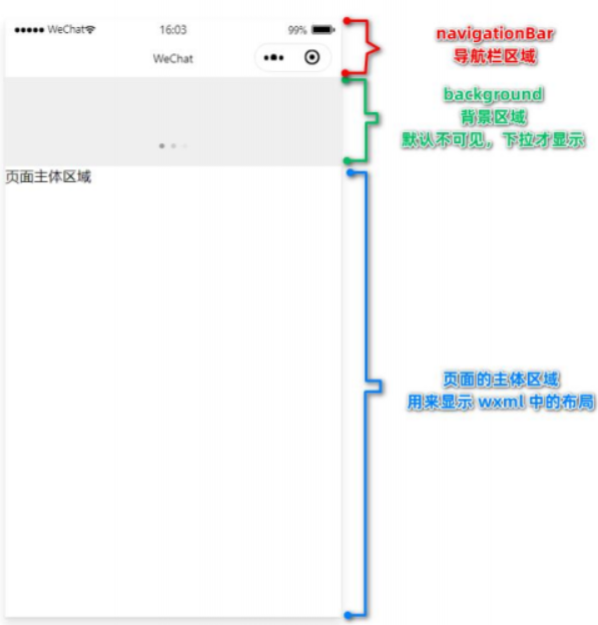 ●●●●● WeChat 16:03 99%
WeChat
页面主体区域
navigationBar
导航栏区域
background
背景区域
默认不可见，下拉才显示
页面的主体区域
用来显示 wxml 中的布局